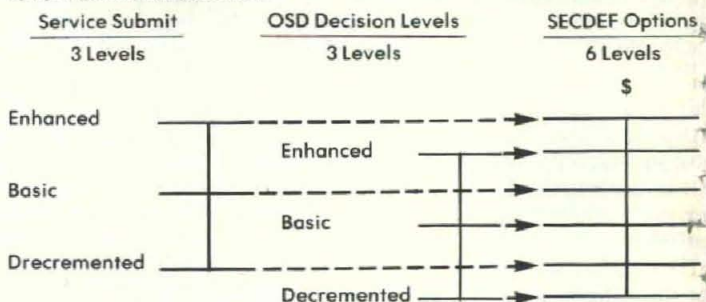 Service Submit OSD Decision Levels SECDEF Options
3 Levels 3 Levels 6 Levels
$
Enhanced
Enhanced
Basic
Basic
Drecremented
Decremented